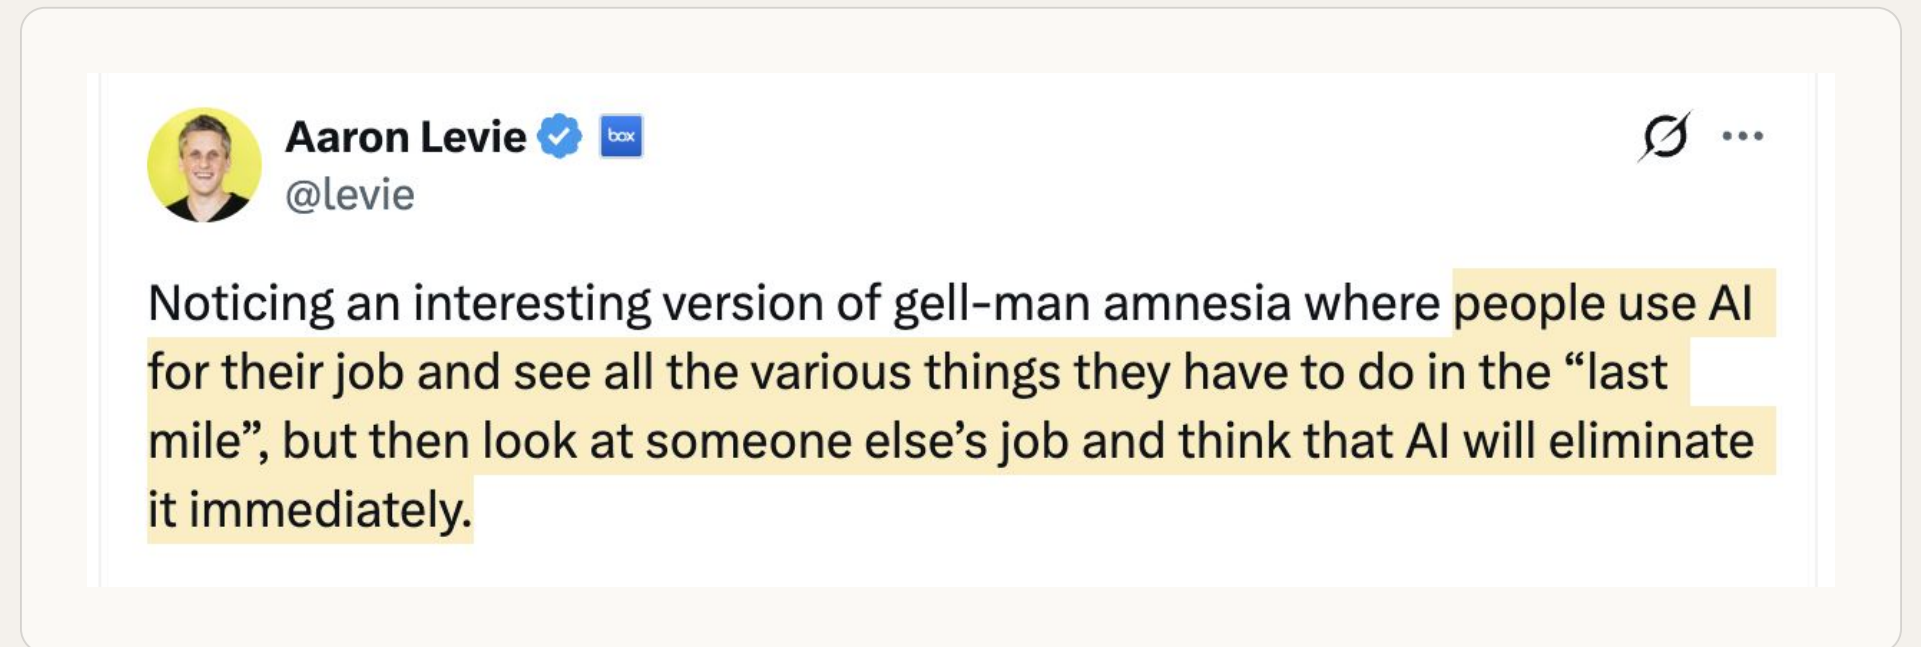 Aaron Levie
box
@levie
Noticing an interesting version of gell-man amnesia where people use AI
for their job and see all the various things they have to do in the “last
mile”, but then look at someone else’s job and think that AI will eliminate
it immediately.